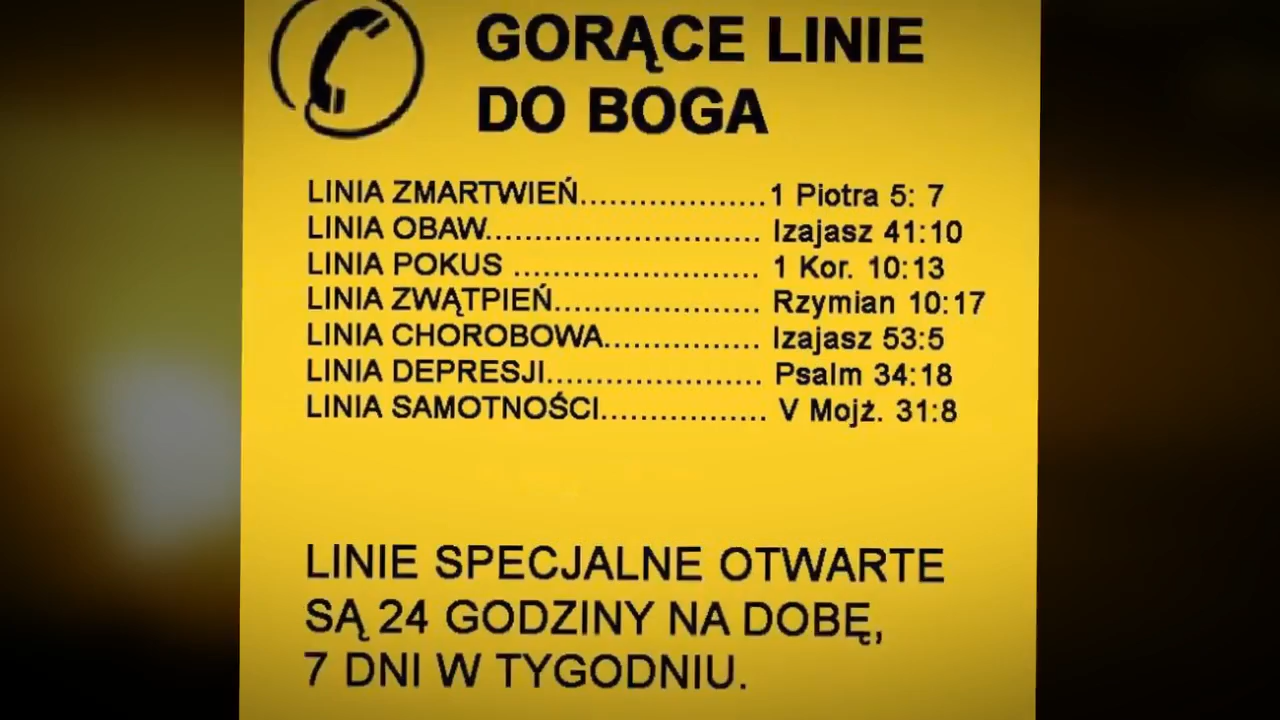 GORĄCE LINIE
DO BOGA
LINIA ZMARTWIEŃ...................1 Piotra 5: 7
LINIA OBAW............................ Izajasz 41:10
LINIA POKUS ......................... 1 Kor. 10:13
LINIA ZWĄTPIEŃ..................... Rzymian 10:17
LINIA CHOROBOWA................ Izajasz 53:5
LINIA DEPRESJI...................... Psalm 34:18
LINIA SAMOTNOŚCI................. V Mojż. 31:8
LINIE SPECJALNE OTWARTE
SĄ 24 GODZINY NA DOBĘ,
7 DNI W TYGODNIU.